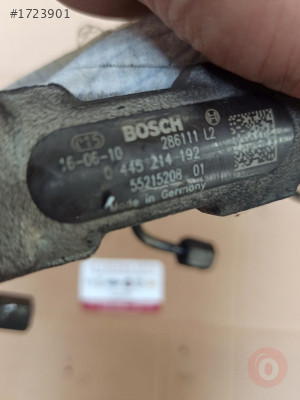 #1723901
BOSCH
286111 L2
16-06-10
0 445 214 192
55215208 01
Made in Germany